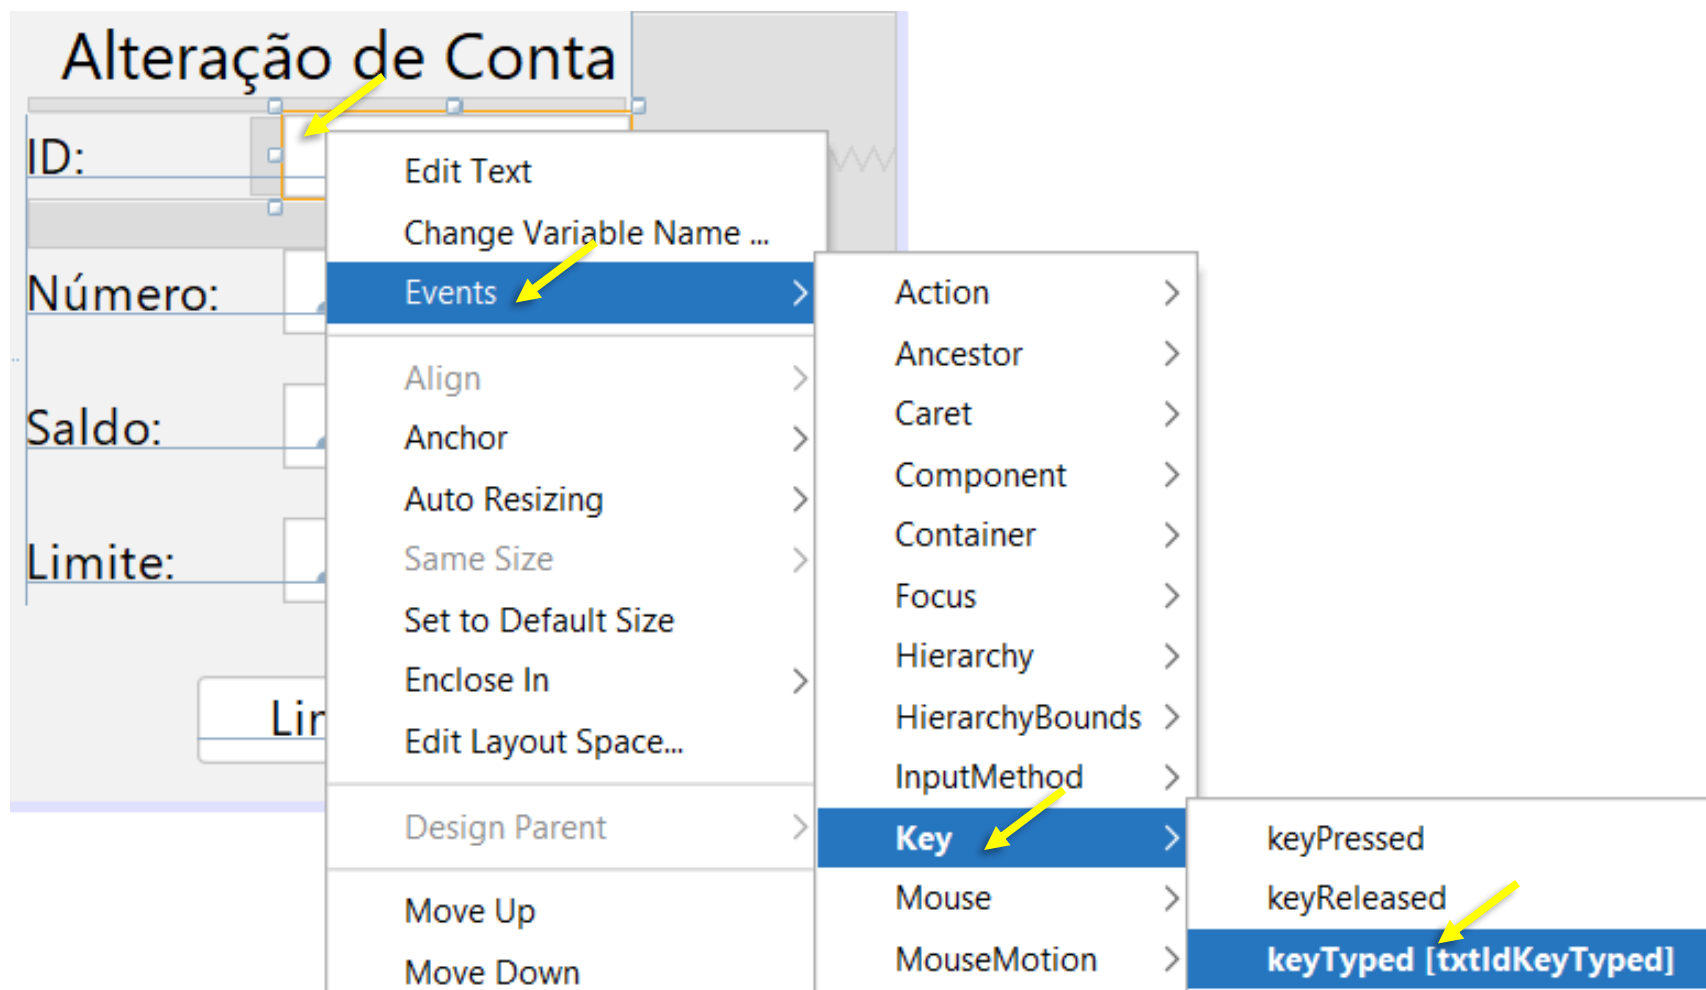 Alteração de Conta
ID:
Número:
Saldo:
Limite:
Lir
Edit Text
Change Variable Name ...
Events
Align
Anchor
Auto Resizing
Same Size
Set to Default Size
Enclose In
Edit Layout Space...
Design Parent
Move Up
Move Down
Action
Ancestor
Caret
Component
Container
Focus
Hierarchy
HierarchyBounds
InputMethod
Key
Mouse
MouseMotion
keyPressed
keyReleased
keyTyped [txtIdKeyTyped]